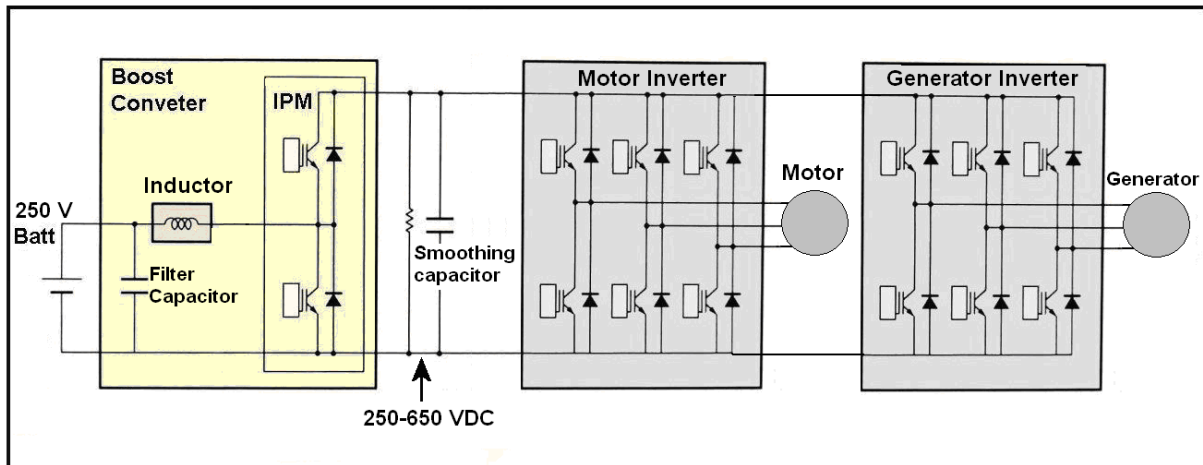 Boost
Conveter
IPM
Inductor
250 V
Batt
Filter
Capacitor
Smoothing
capacitor
250-650 VDC
Motor Inverter
Motor
Generator Inverter
Generator